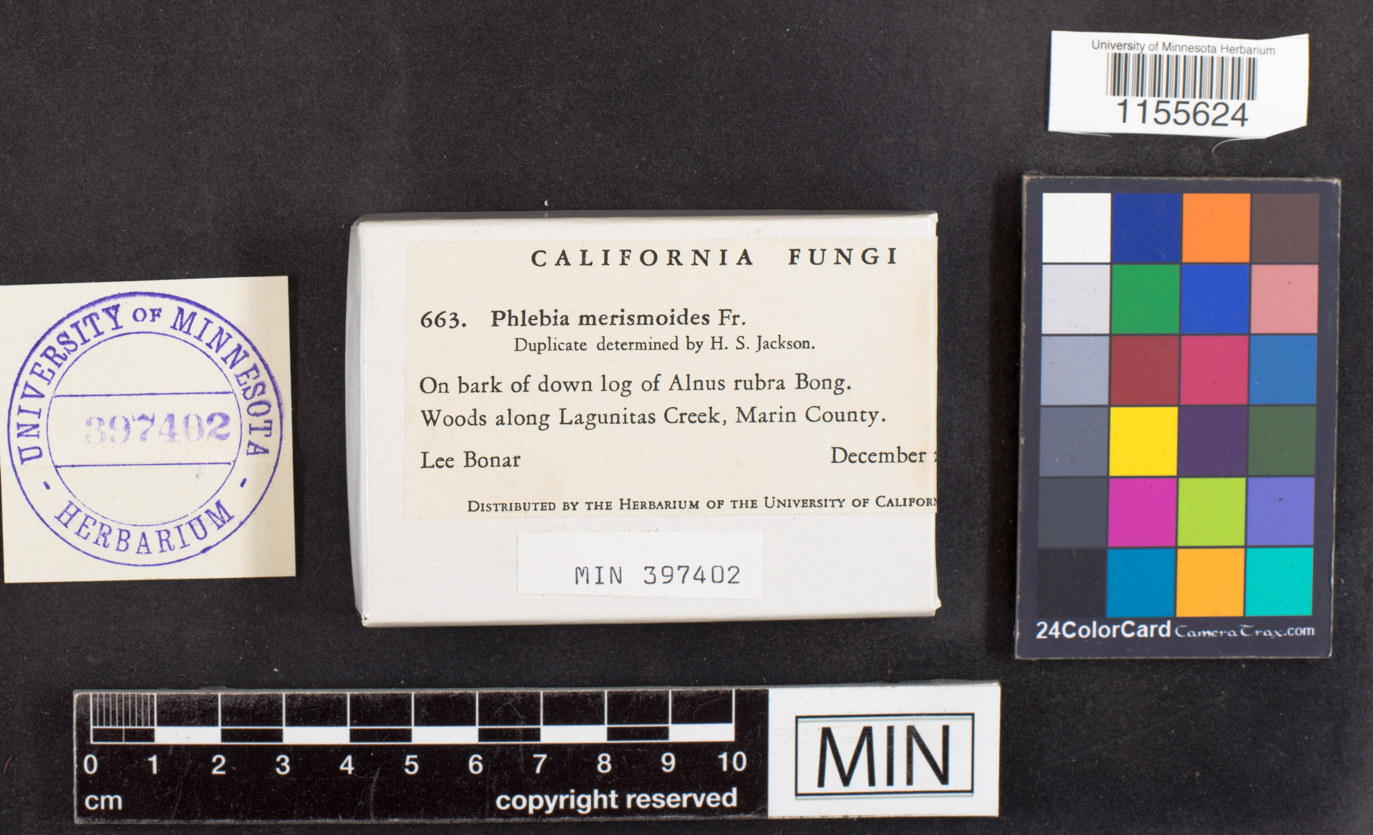 University of Minnesota Herbarium
1155624
CALIFORNIA FUNGI
663. Phlebia merismoides Fr.
Duplicate determined by H. S. Jackson.
On bark of down log of Alnus rubra Bong.
Woods along Lagunitas Creek, Marin County.
Lee Bonar
December
DISTRIBUTED BY THE HERBARIUM OF THE UNIVERSITY OF CALIFOR
MIN 397402
UNIVERSITY OF MINNESOTA
397402
- HERBARIUM -
24ColorCard CameraTrax.com
0 1 2 3 4 5 6 7 8 9 10
cm
copyright reserved
MIN